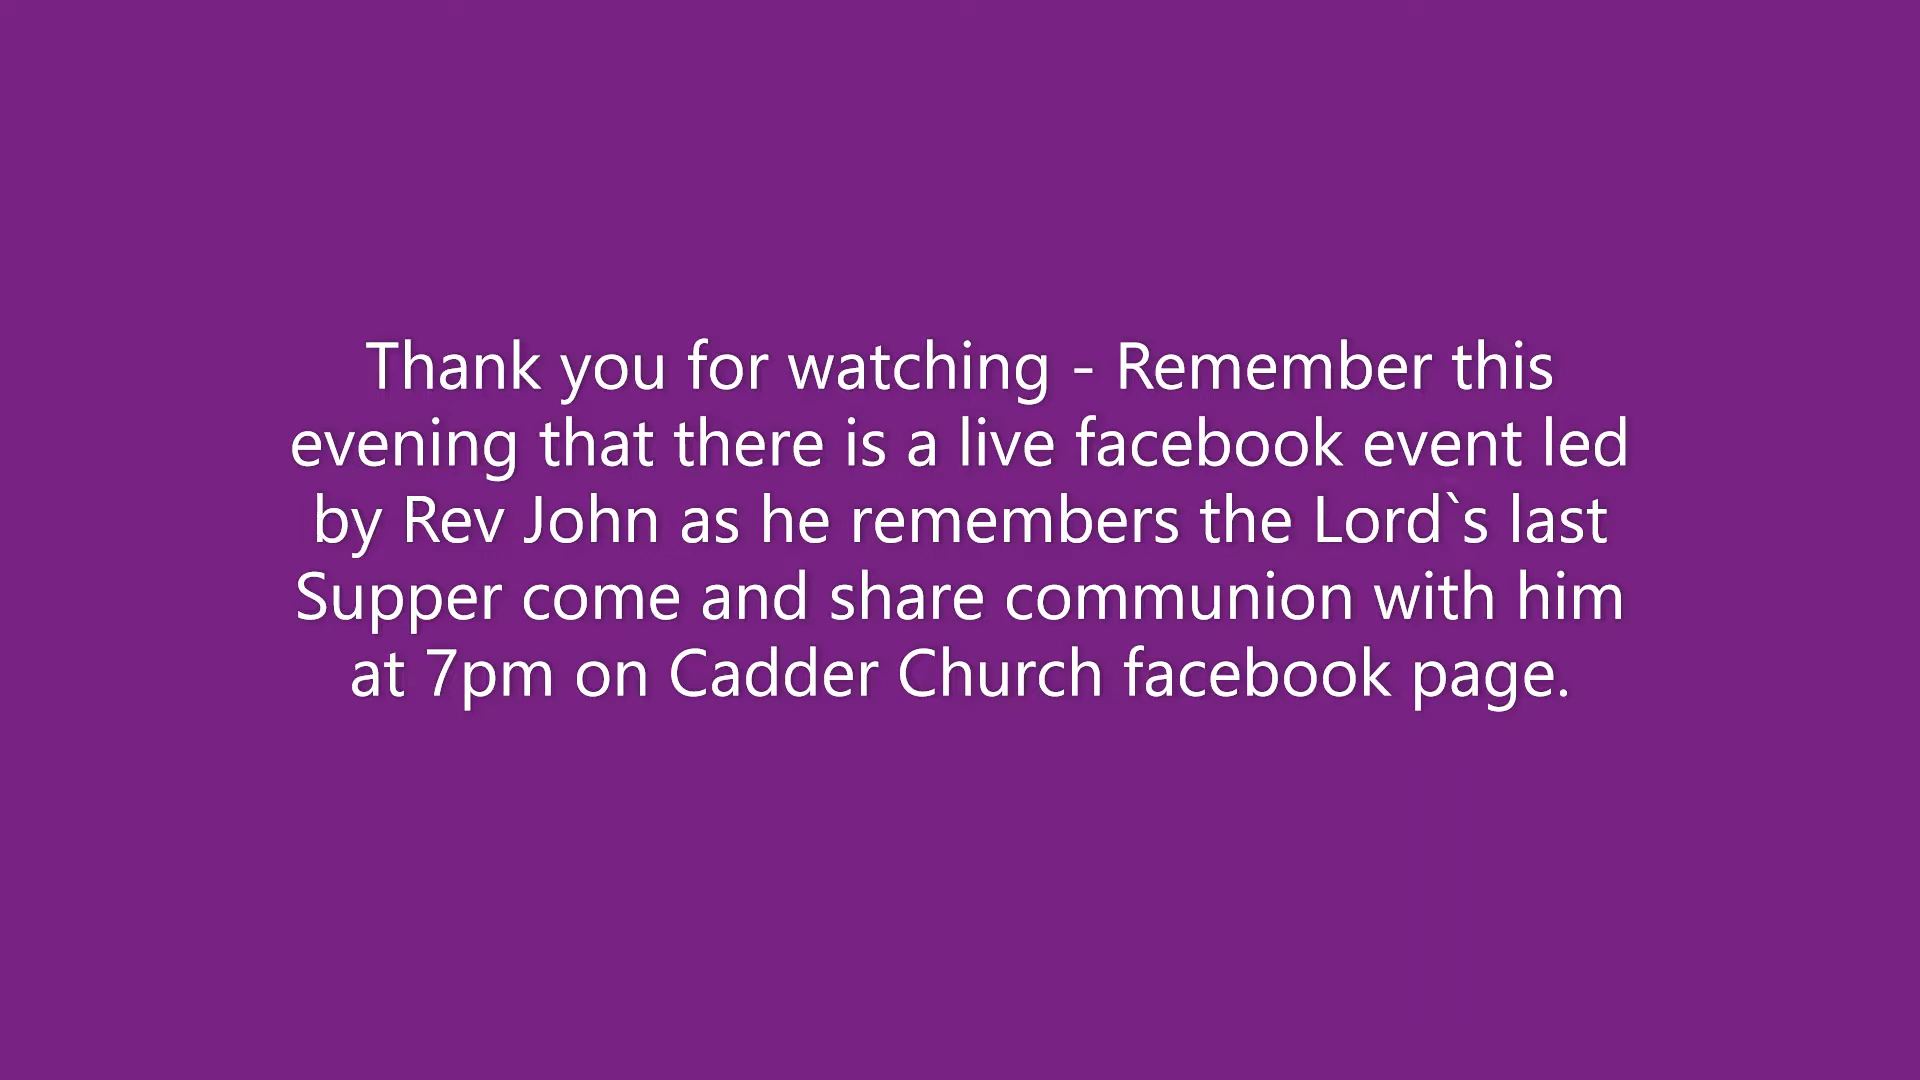 Thank you for watching - Remember this
evening that there is a live facebook event led
by Rev John as he remembers the Lord`s last
Supper come and share communion with him
at 7pm on Cadder Church facebook page.